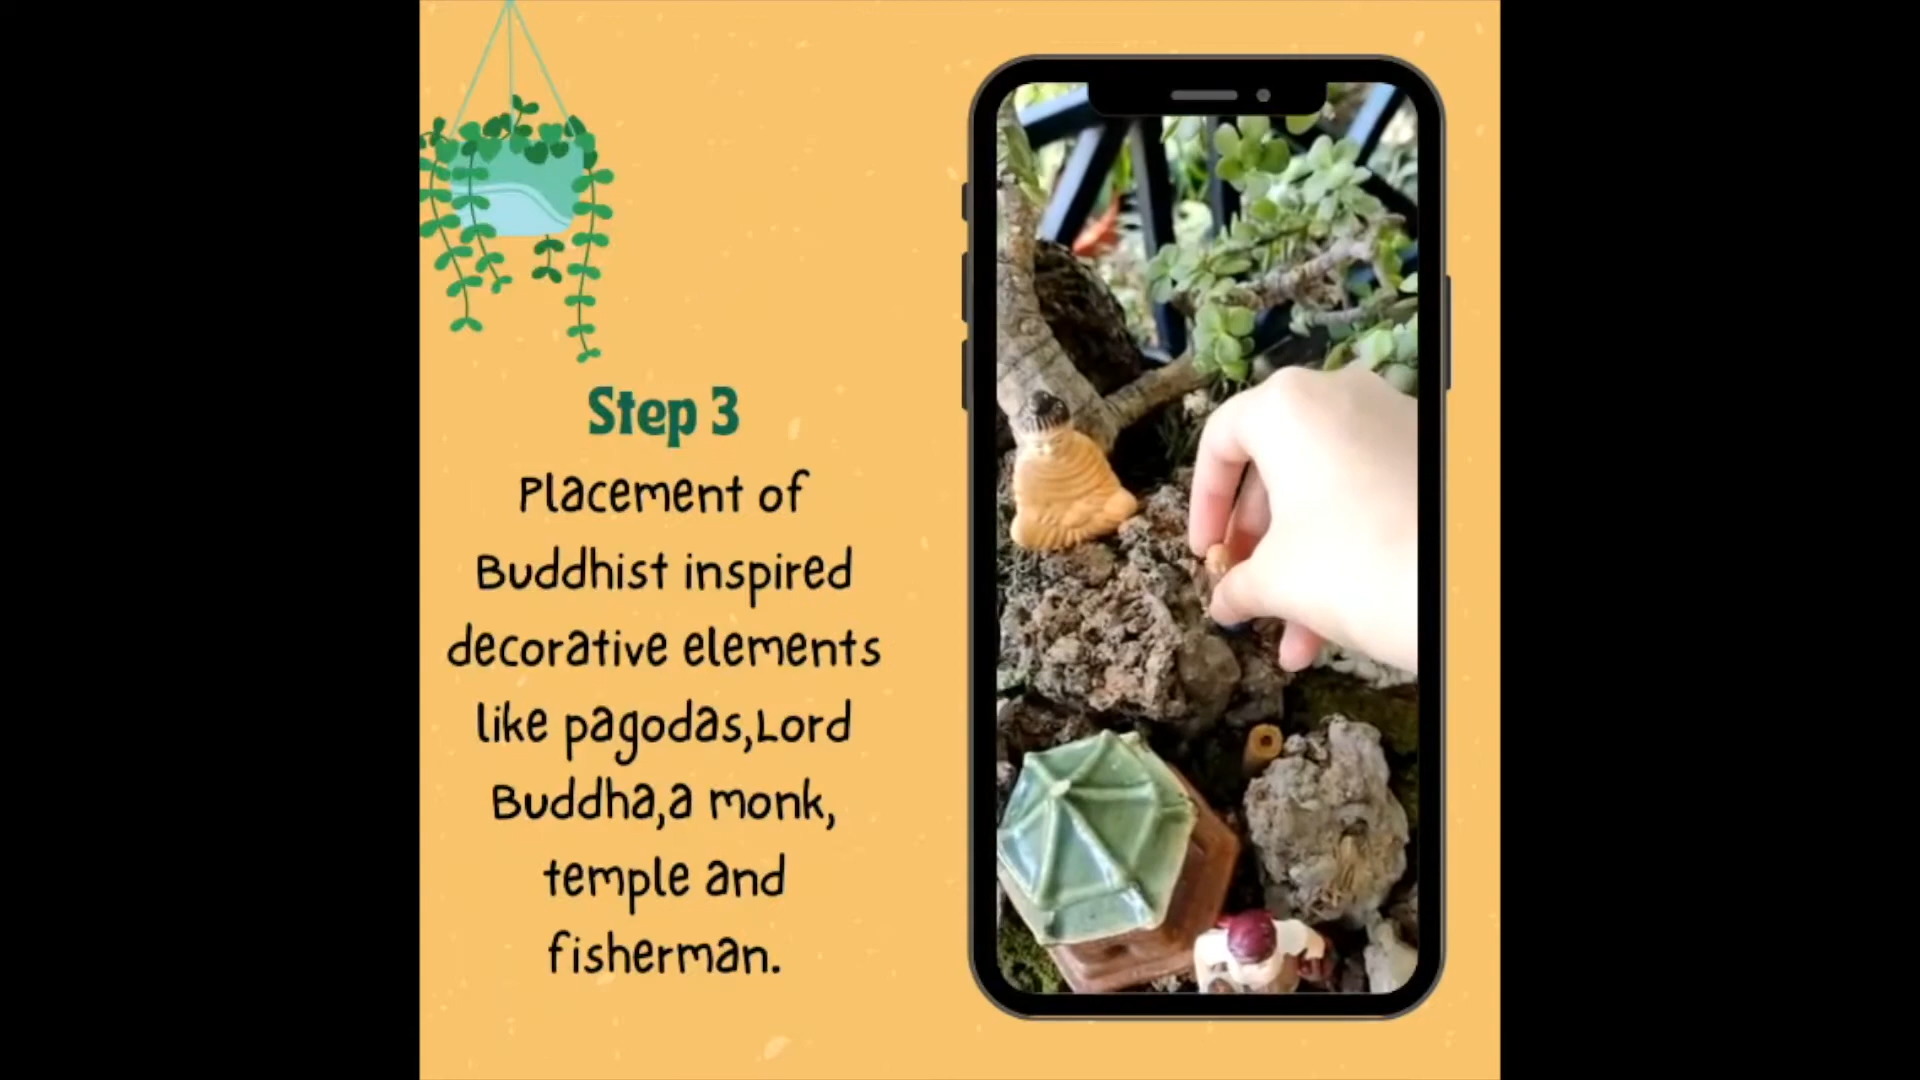 Step 3
Placement of
Buddhist inspired
decorative elements
like pagodas,Lord
Buddha,a monk,
temple and
fisherman.